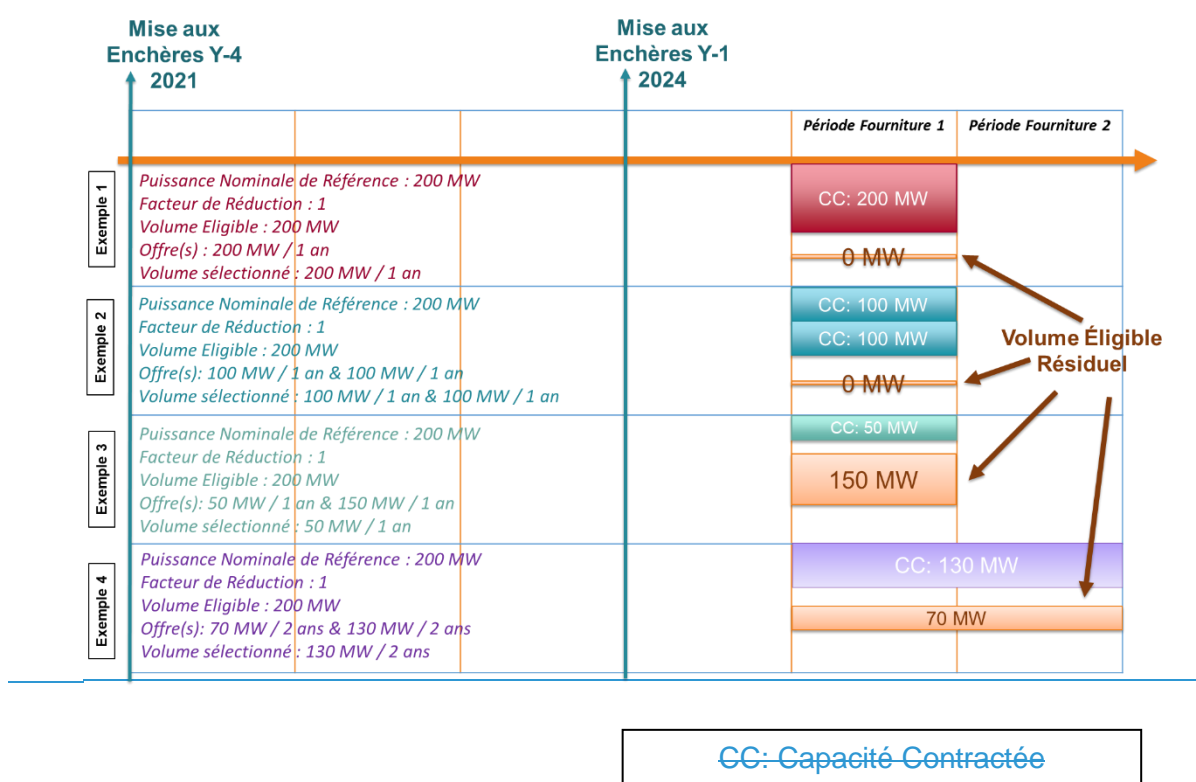 Mise aux
Enchères Y-4
2021
Mise aux
Enchères Y-1
2024
Période Fourniture 1
Période Fourniture 2
Exemple 1
Puissance Nominale de Référence : 200 MW
Facteur de Réduction : 1
Volume Eligible : 200 MW
Offre(s) : 200 MW / 1 an
Volume sélectionné : 200 MW / 1 an
CC: 200 MW
0 MW
Exemple 2
Puissance Nominale de Référence : 200 MW
Facteur de Réduction : 1
Volume Eligible : 200 MW
Offre(s): 100 MW / 1 an & 100 MW / 1 an
Volume sélectionné : 100 MW / 1 an & 100 MW / 1 an
CC: 100 MW
CC: 100 MW
0 MW
Volume Éligible
Résiduel
Exemple 3
Puissance Nominale de Référence : 200 MW
Facteur de Réduction : 1
Volume Eligible : 200 MW
Offre(s): 50 MW / 1 an & 150 MW / 1 an
Volume sélectionné : 50 MW / 1 an
CC: 50 MW
150 MW
Exemple 4
Puissance Nominale de Référence : 200 MW
Facteur de Réduction : 1
Volume Eligible : 200 MW
Offre(s): 70 MW / 2 ans & 130 MW / 2 ans
Volume sélectionné : 130 MW / 2 ans
CC: 130 MW
70 MW
CC: Capacité Contractée